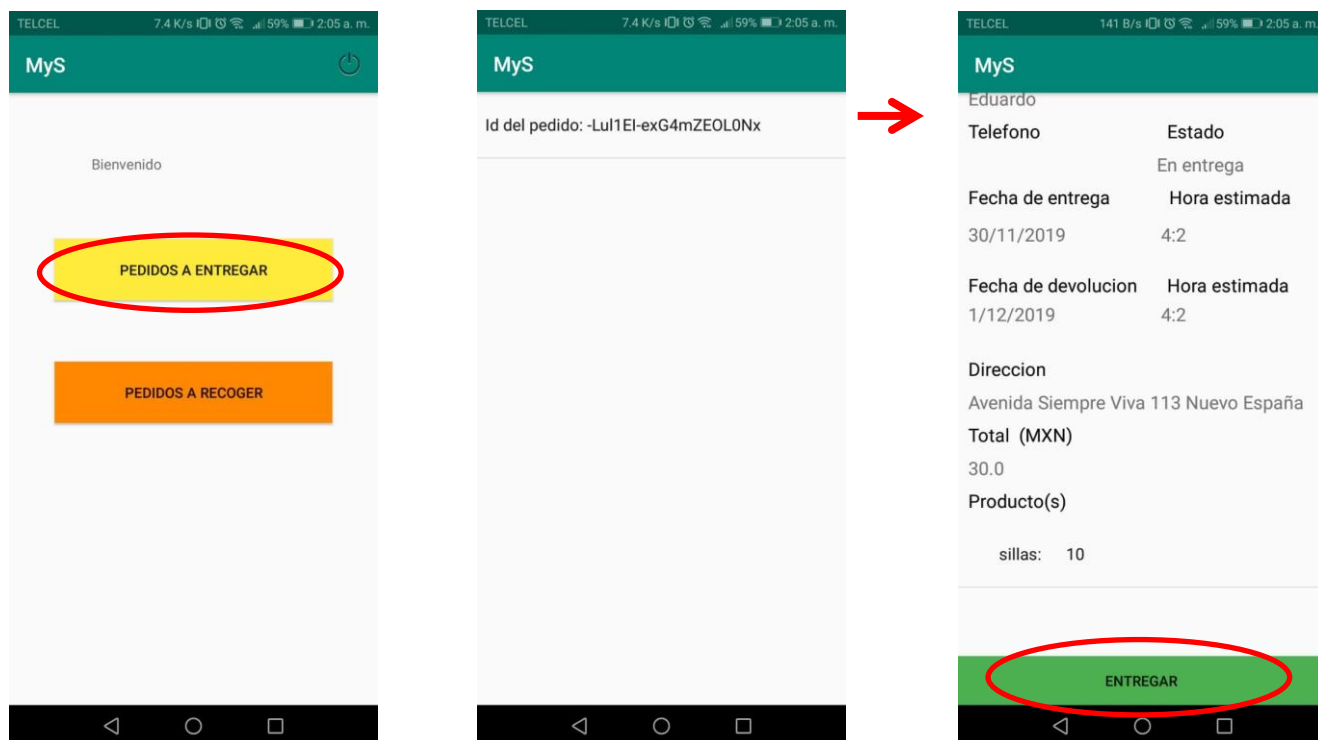 TELCEL 7.4 K/s 59% 2:05 a. m.
MyS
Bienvenido
PEDIDOS A ENTREGAR
PEDIDOS A RECOGER
TELCEL 7.4 K/s 59% 2:05 a. m.
MyS
Id del pedido: -Lul1EI-exG4mZEOL0Nx
TELCEL 141 B/s 59% 2:05 a. m.
MyS
Eduardo
Telefono Estado
En entrega
Fecha de entrega Hora estimada
30/11/2019 4:2
Fecha de devolucion Hora estimada
1/12/2019 4:2
Direccion
Avenida Siempre Viva 113 Nuevo España
Total (MXN)
30.0
Producto(s)
sillas: 10
ENTREGAR